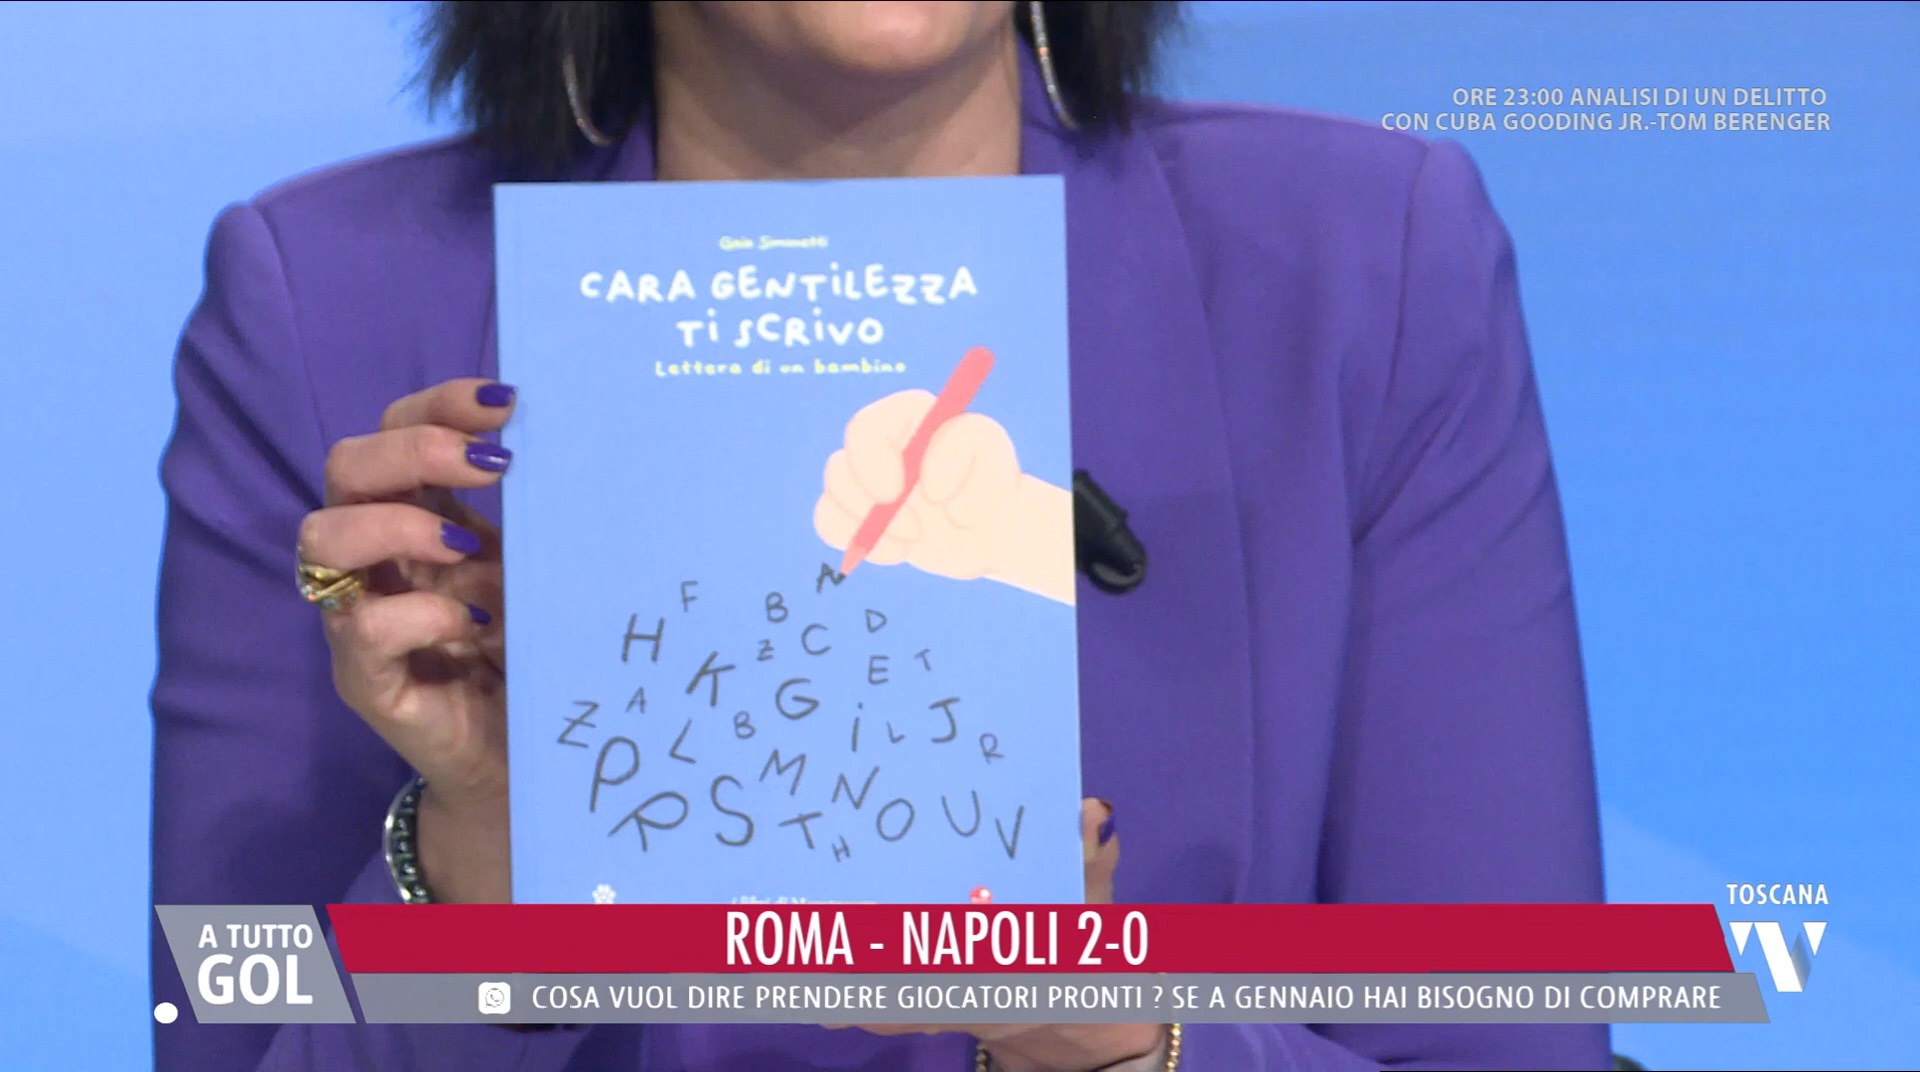 ORE 23:00 ANALISI DI UN DELITTO
CON CUBA GOODING JR.-TOM BERENGER
Gaia Simonetti
CARA GENTILEZZA
Ti SCRiVO
Lettera di un bambino
A
F
B
D
H
Z
C
E
T
K
A
G
Z
B
i
L
J
L
R
P
M
N
R
S
T
O
U
V
H
TOSCANA
TV
A TUTTO
GOL
ROMA - NAPOLI 2-0
COSA VUOL DIRE PRENDERE GIOCATORI PRONTI ? SE A GENNAIO HAI BISOGNO DI COMPRARE